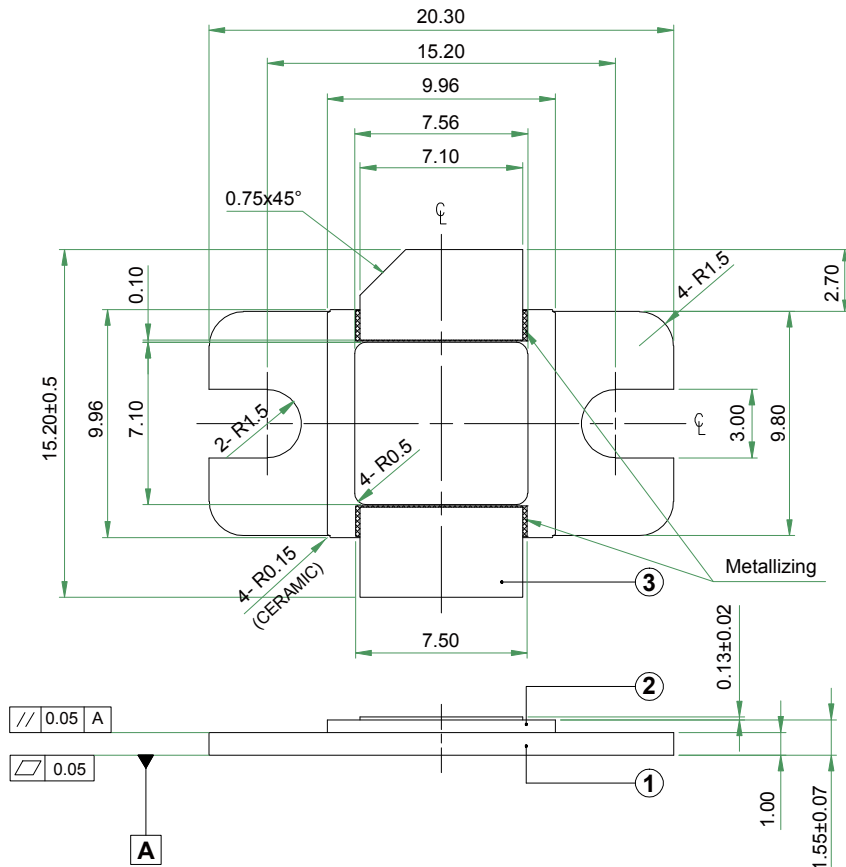 20.30
15.20
9.96
7.56
7.10
0.75x45°
℄
4- R1.5
2.70
0.10
15.20±0.5
9.96
7.10
2- R1.5
4- R0.5
℄
3.00
9.80
4- R0.15
(CERAMIC)
Metallizing
3
7.50
0.13±0.02
2
// 0.05 A
0.05
1
1.00
1.55±0.07
A